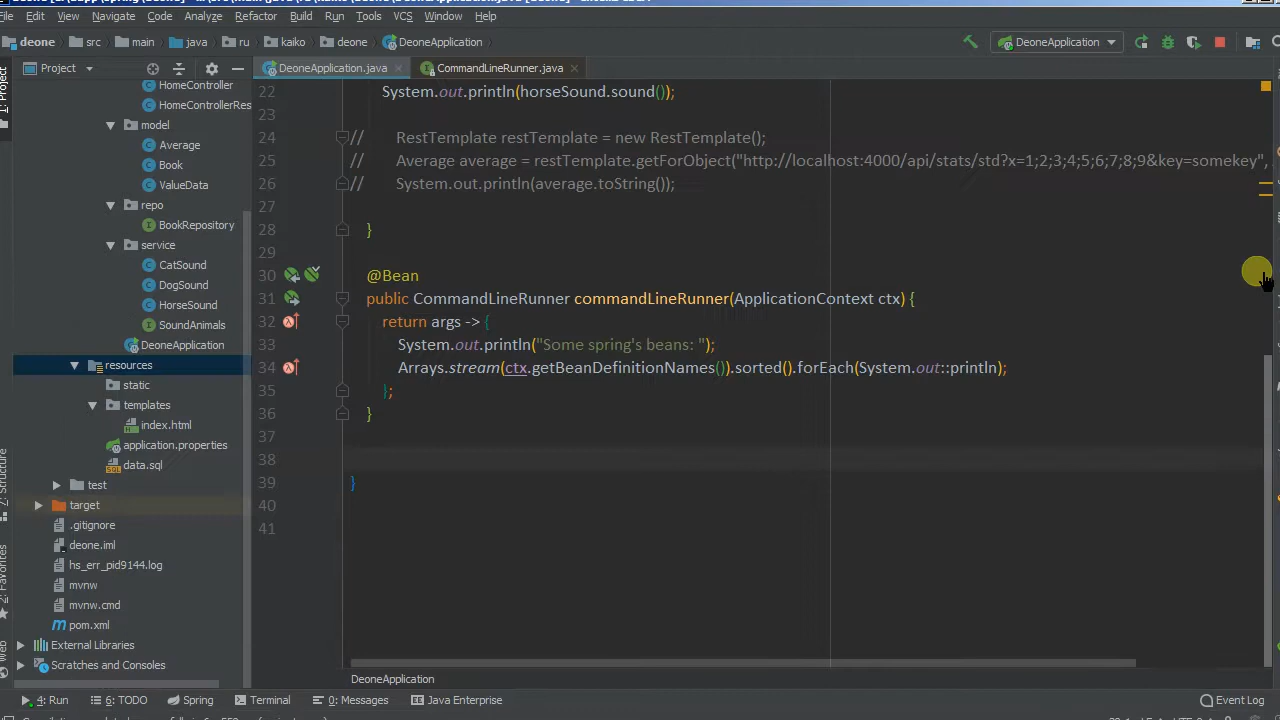 File Edit View Navigate Code Analyze Refactor Build Run Tools VCS Window Help
deone src main java ru kaiko deone DeoneApplication DeoneApplication
Project DeoneApplication.java CommandLineRunner.java
1: Project
HomeController
HomeControllerRes
model
Average
Book
ValueData
repo
BookRepository
service
CatSound
DogSound
HorseSound
SoundAnimals
DeoneApplication
resources
static
templates
index.html
application.properties
data.sql
test
target
.gitignore
deone.iml
hs_err_pid9144.log
mvnw
mvnw.cmd
pom.xml
External Libraries
Scratches and Consoles
Z: Structure
2: Favorites
Web
22 System.out.println(horseSound.sound());
23
24 // RestTemplate restTemplate = new RestTemplate();
25 // Average average = restTemplate.getForObject("http://localhost:4000/api/stats/std?x=1;2;3;4;5;6;7;8;9&key=somekey",
26 // System.out.println(average.toString());
27
28 }
29
30 @Bean
31 public CommandLineRunner commandLineRunner(ApplicationContext ctx) {
32 return args -> {
33 System.out.println("Some spring's beans: ");
34 Arrays.stream(ctx.getBeanDefinitionNames()).sorted().forEach(System.out::println);
35 };
36 }
37
38
39 }
40
41
DeoneApplication
4: Run 6: TODO Spring Terminal 0: Messages Java Enterprise Event Log